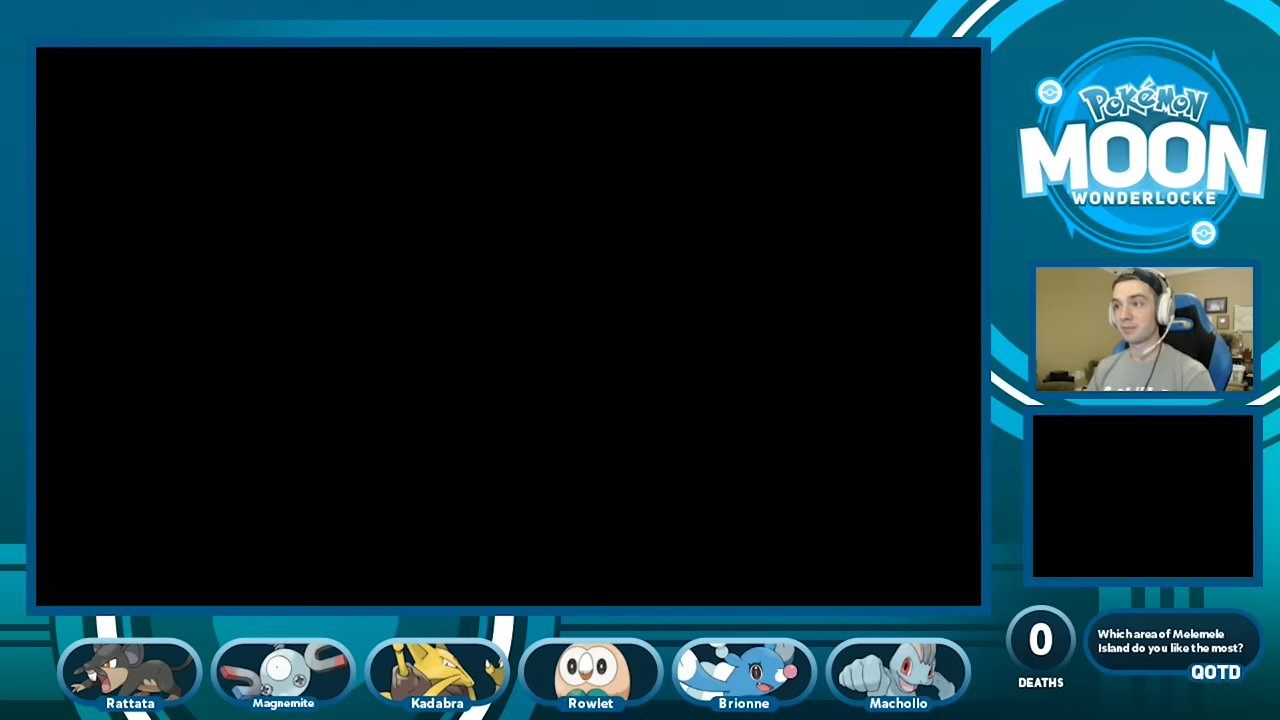 POKéMON
MOON
WONDERLOCKE
0
DEATHS
Which area of Melemele
Island do you like the most?
QOTD
Rattata
Magnemite
Kadabra
Rowlet
Brionne
Machollo